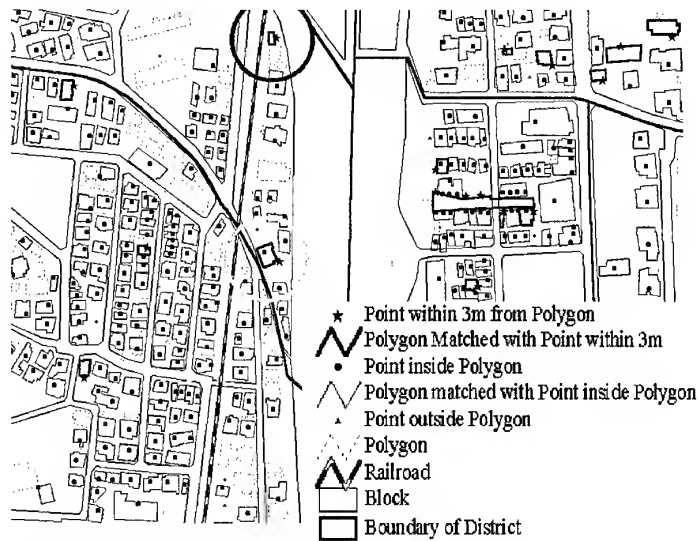 Point within 3m from Polygon
Polygon Matched with Point within 3m
Point inside Polygon
Polygon matched with Point inside Polygon
Point outside Polygon
Polygon
Railroad
Block
Boundary of District